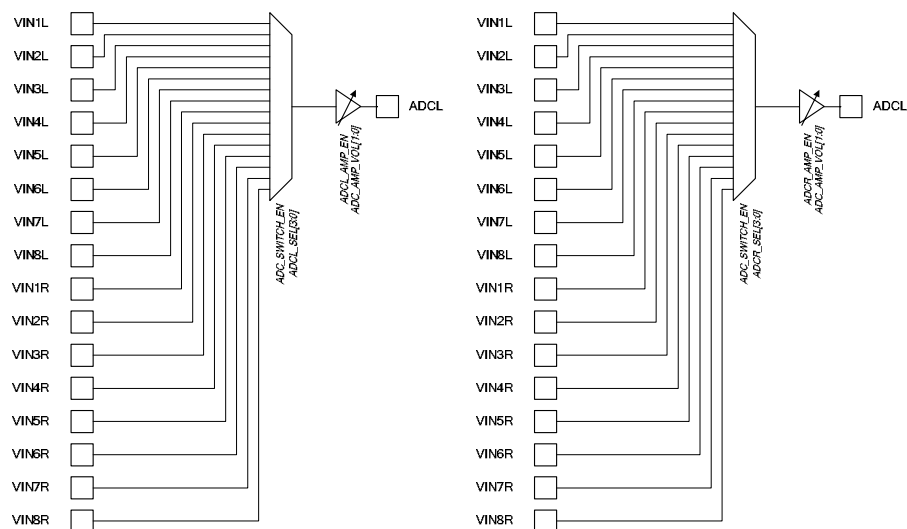 VIN1L
VIN2L
VIN3L
VIN4L
VIN5L
VIN6L
VIN7L
VIN8L
VIN1R
VIN2R
VIN3R
VIN4R
VIN5R
VIN6R
VIN7R
VIN8R
ADC_SWITCH_EN
ADCL_SEL[3:0]
ADCL_AMP_EN
ADC_AMP_VOL[1:0]
ADCL
VIN1L
VIN2L
VIN3L
VIN4L
VIN5L
VIN6L
VIN7L
VIN8L
VIN1R
VIN2R
VIN3R
VIN4R
VIN5R
VIN6R
VIN7R
VIN8R
ADC_SWITCH_EN
ADCR_SEL[3:0]
ADCR_AMP_EN
ADC_AMP_VOL[1:0]
ADCL